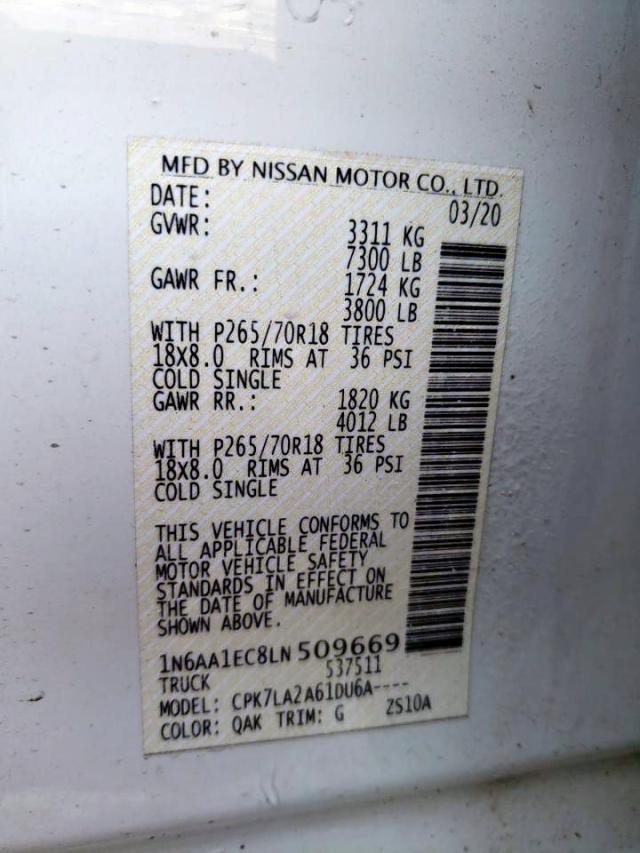 MFD BY NISSAN MOTOR CO., LTD.
DATE: 03/20
GVWR: 3311 KG
7300 LB
GAWR FR.: 1724 KG
3800 LB
WITH P265/70R18 TIRES
18X8.0 RIMS AT 36 PSI
COLD SINGLE
GAWR RR.: 1820 KG
4012 LB
WITH P265/70R18 TIRES
18X8.0 RIMS AT 36 PSI
COLD SINGLE
THIS VEHICLE CONFORMS TO
ALL APPLICABLE FEDERAL
MOTOR VEHICLE SAFETY
STANDARDS IN EFFECT ON
THE DATE OF MANUFACTURE
SHOWN ABOVE.
1N6AA1EC8LN 509669
TRUCK 537511
MODEL: CPK7LA2A61DU6A----
COLOR: QAK TRIM: G ZS10A